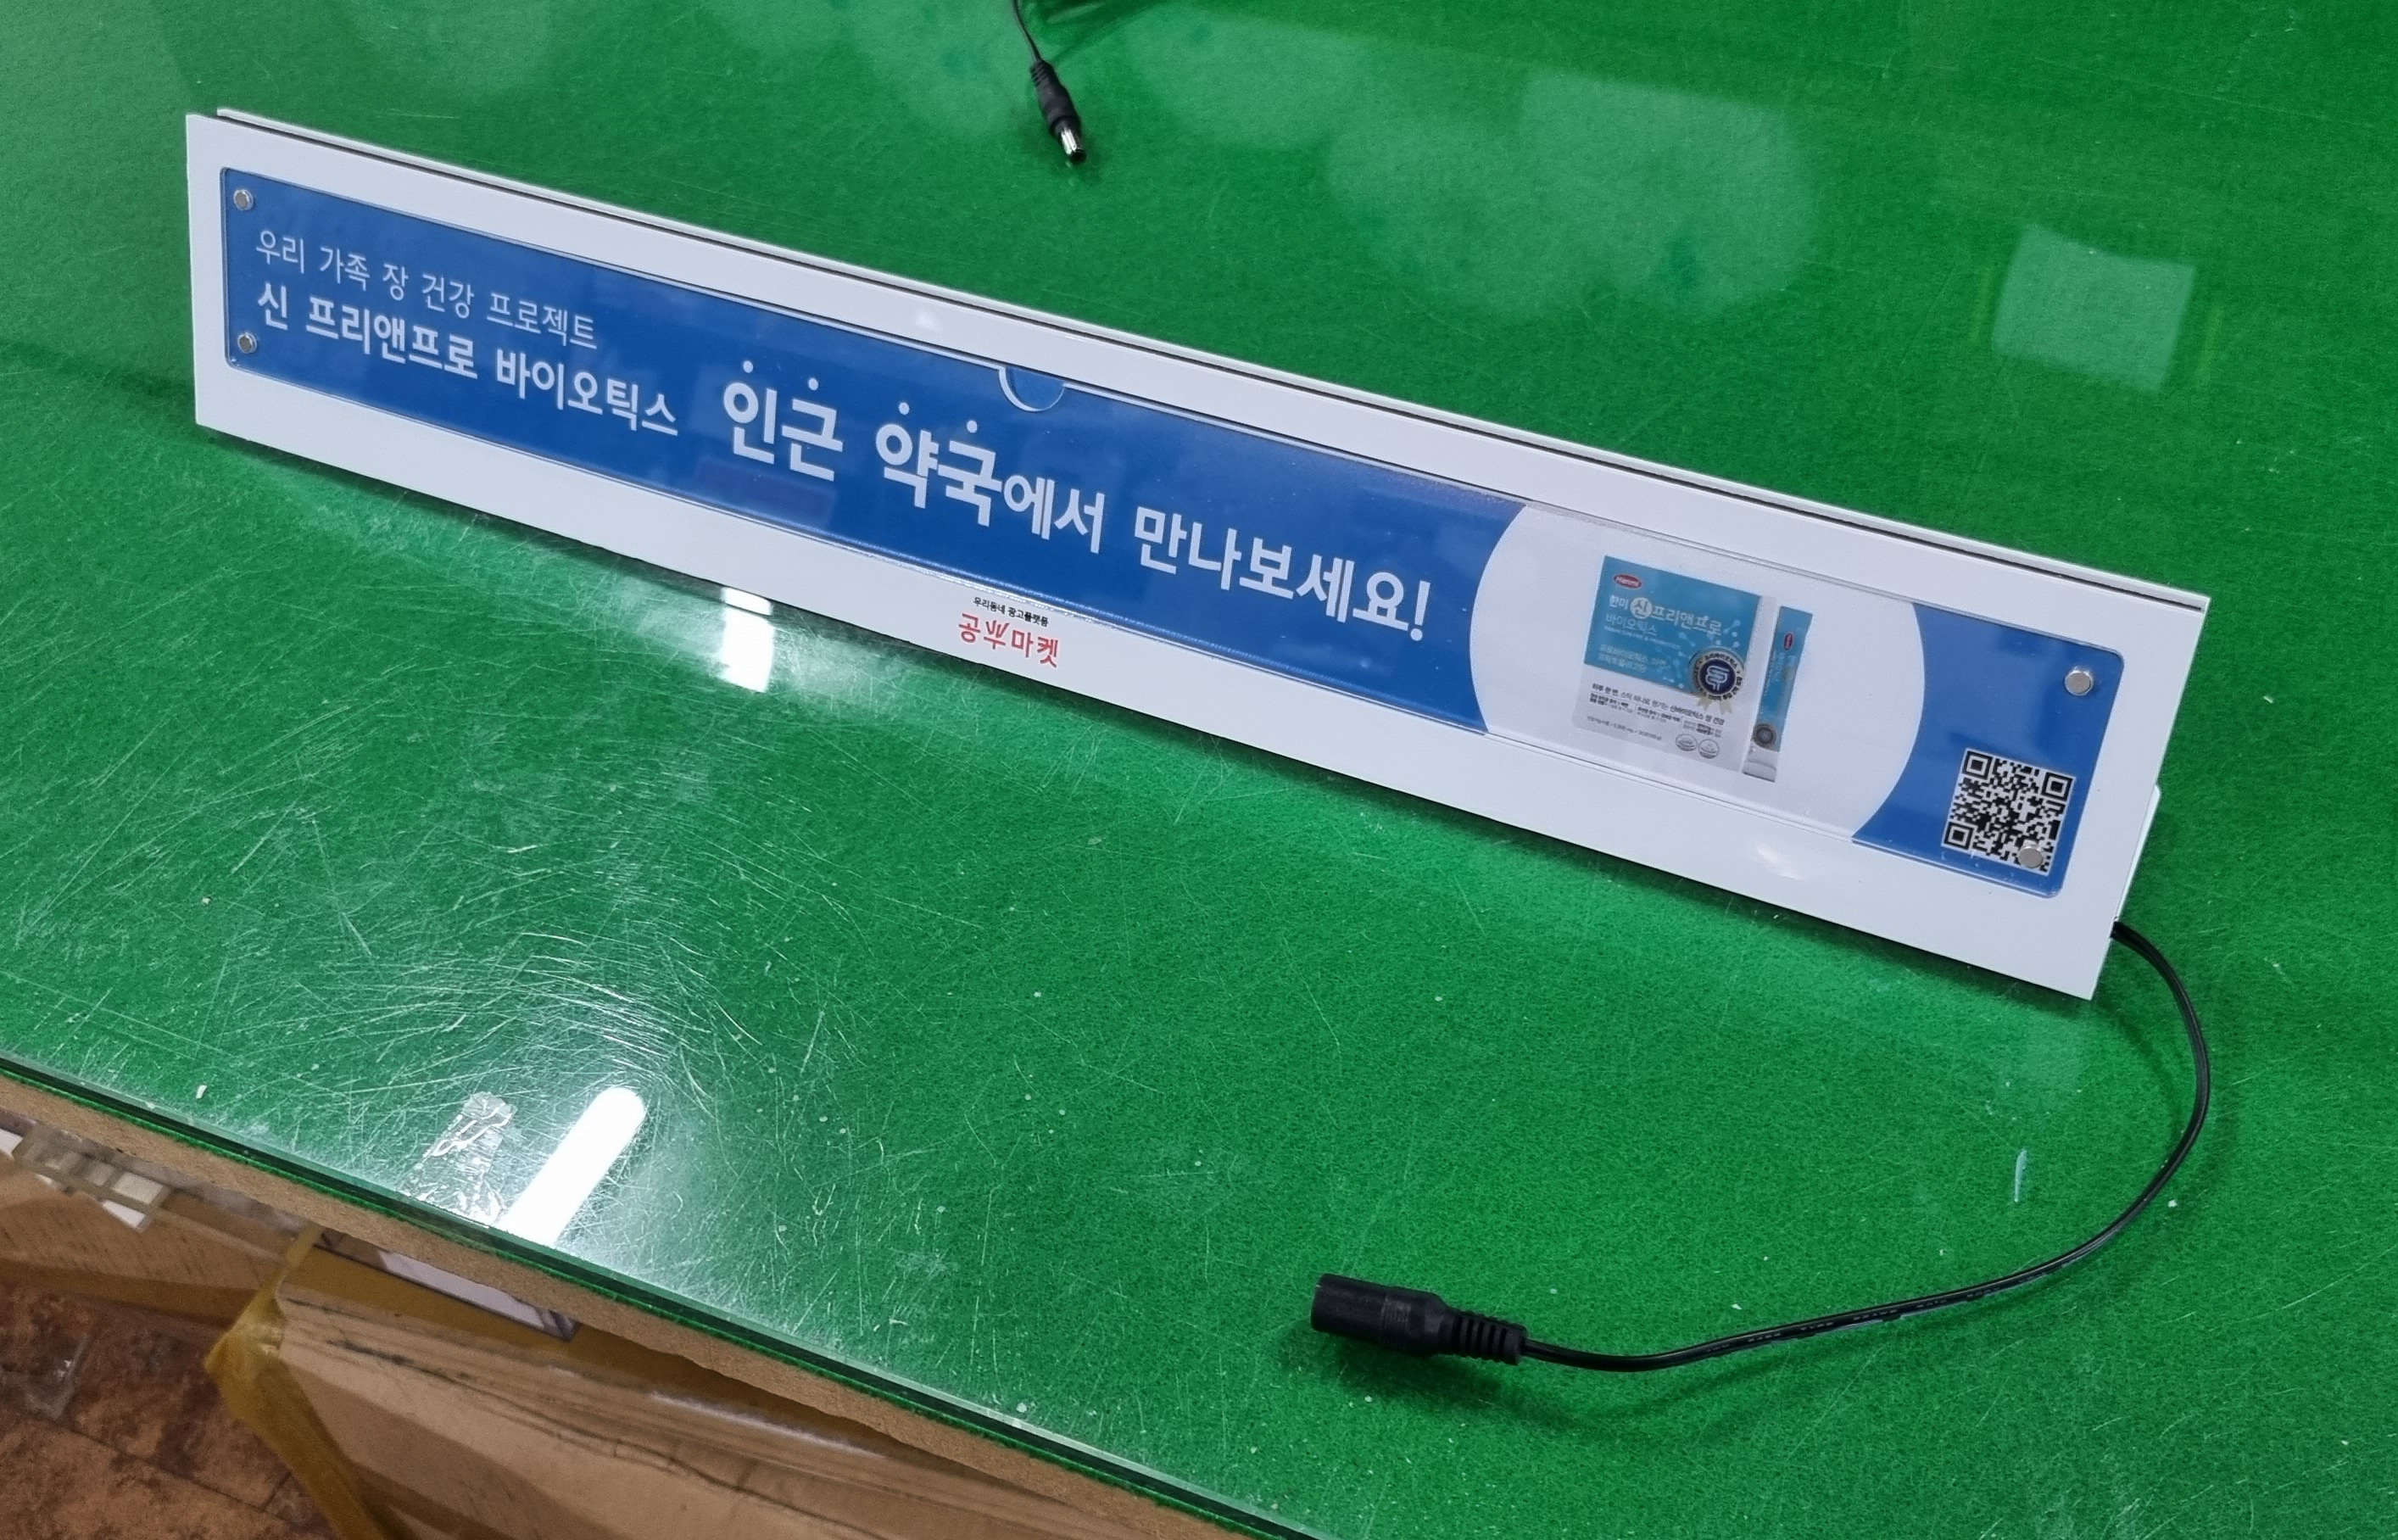 우리 가족 장 건강 프로젝트
신 프리앤프로 바이오틱스
인근 약국에서 만나보세요!
우리동네 광고플랫폼
공부마켓
Hanmi
한미 신 프리앤프로
바이오틱스